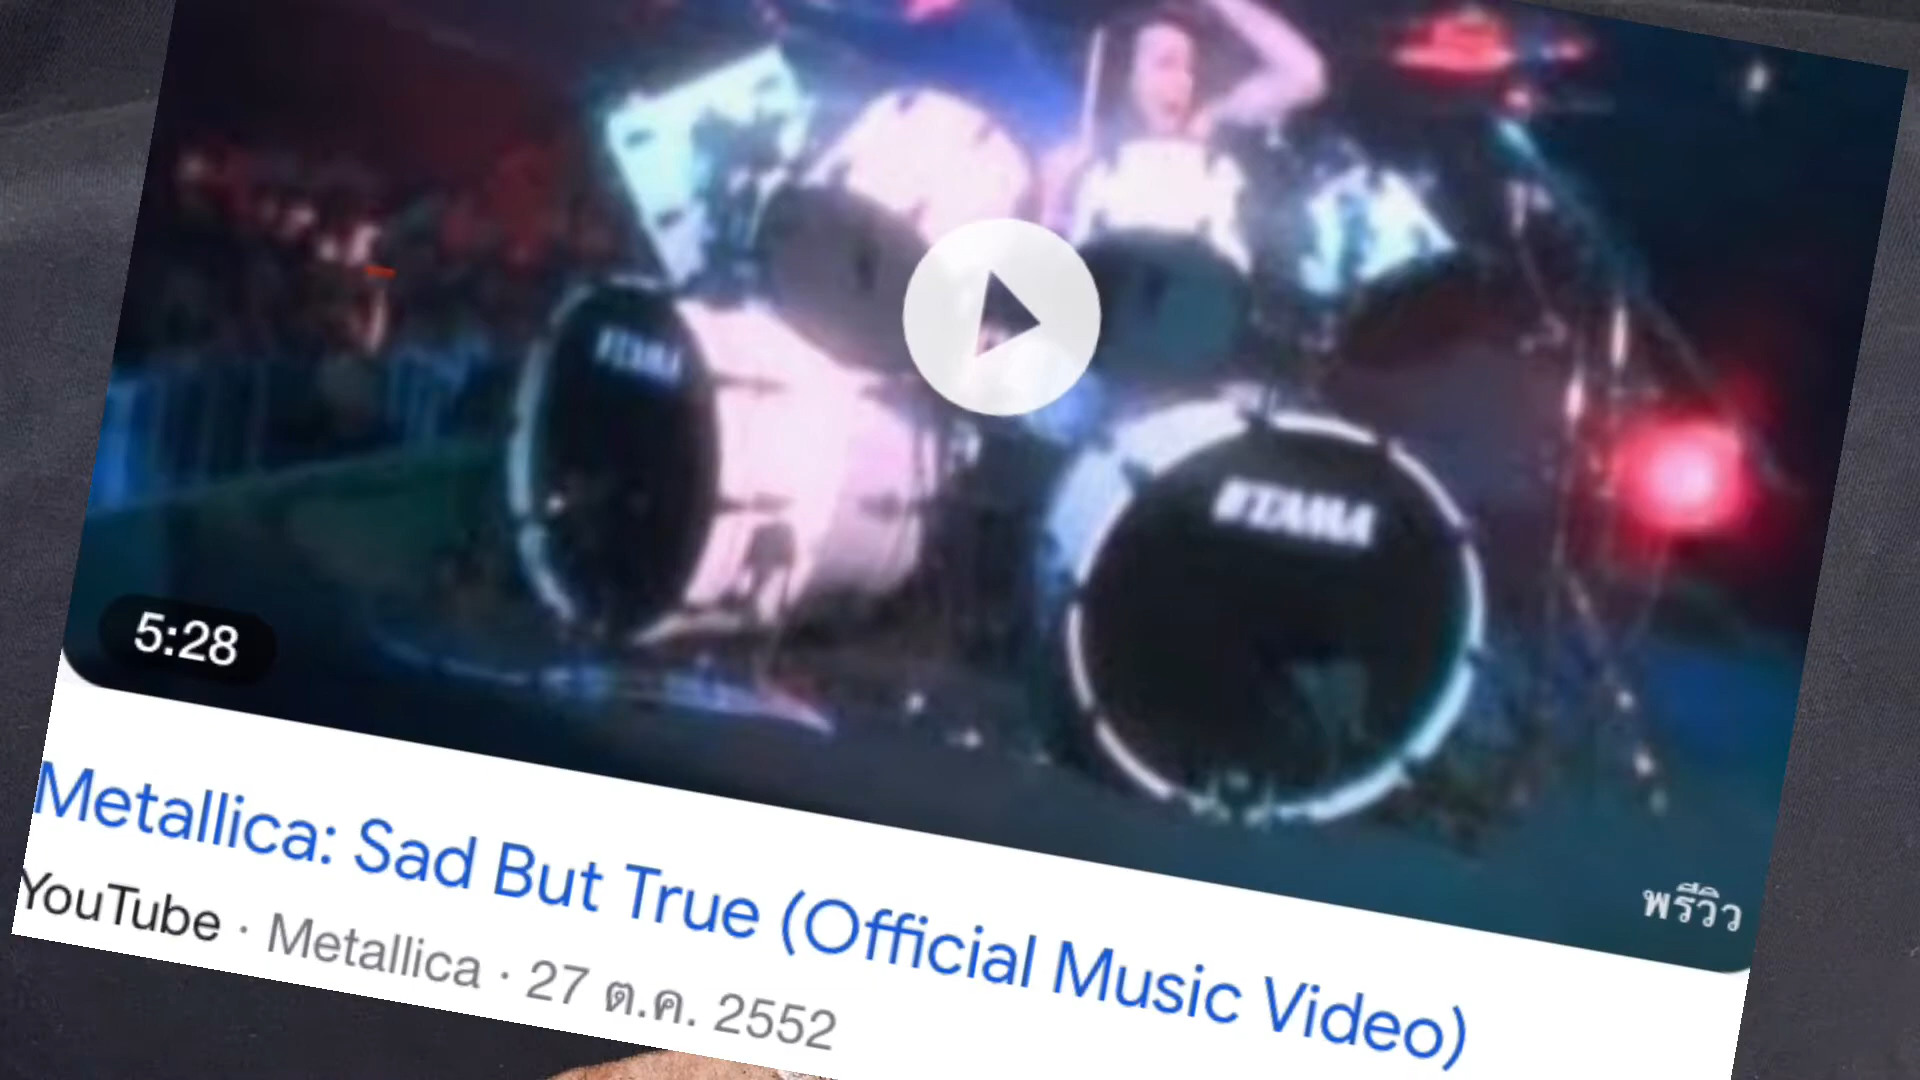 TAMA
TAMA
5:28
พรีวิว
Metallica: Sad But True (Official Music Video)
YouTube · Metallica · 27 ต.ค. 2552